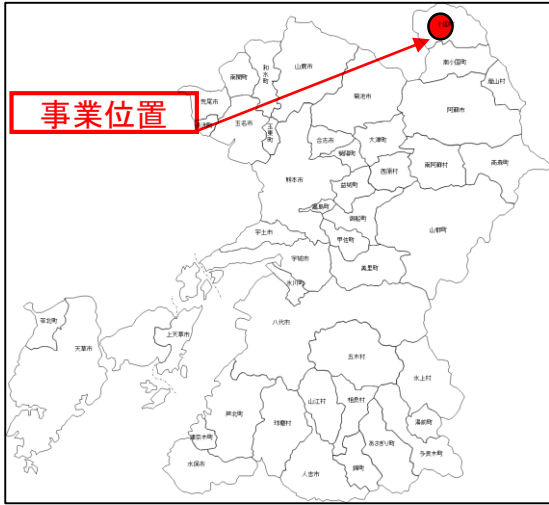 小国町
南小国町
産山村
和水町
山鹿市
南関町
菊池市
荒尾市
阿蘇市
事業位置
長洲町
玉名市
玉東町
合志市
大津町
菊陽町
西原村
南阿蘇村
高森町
熊本市
益城町
嘉島町
御船町
山都町
宇土市
甲佐町
宇城市
美里町
氷川町
八代市
上天草市
苓北町
天草市
五木村
水上村
芦北町
球磨村
山江村
相良村
湯前町
津奈木町
あさぎり町
多良木町
水俣市
人吉市
錦町